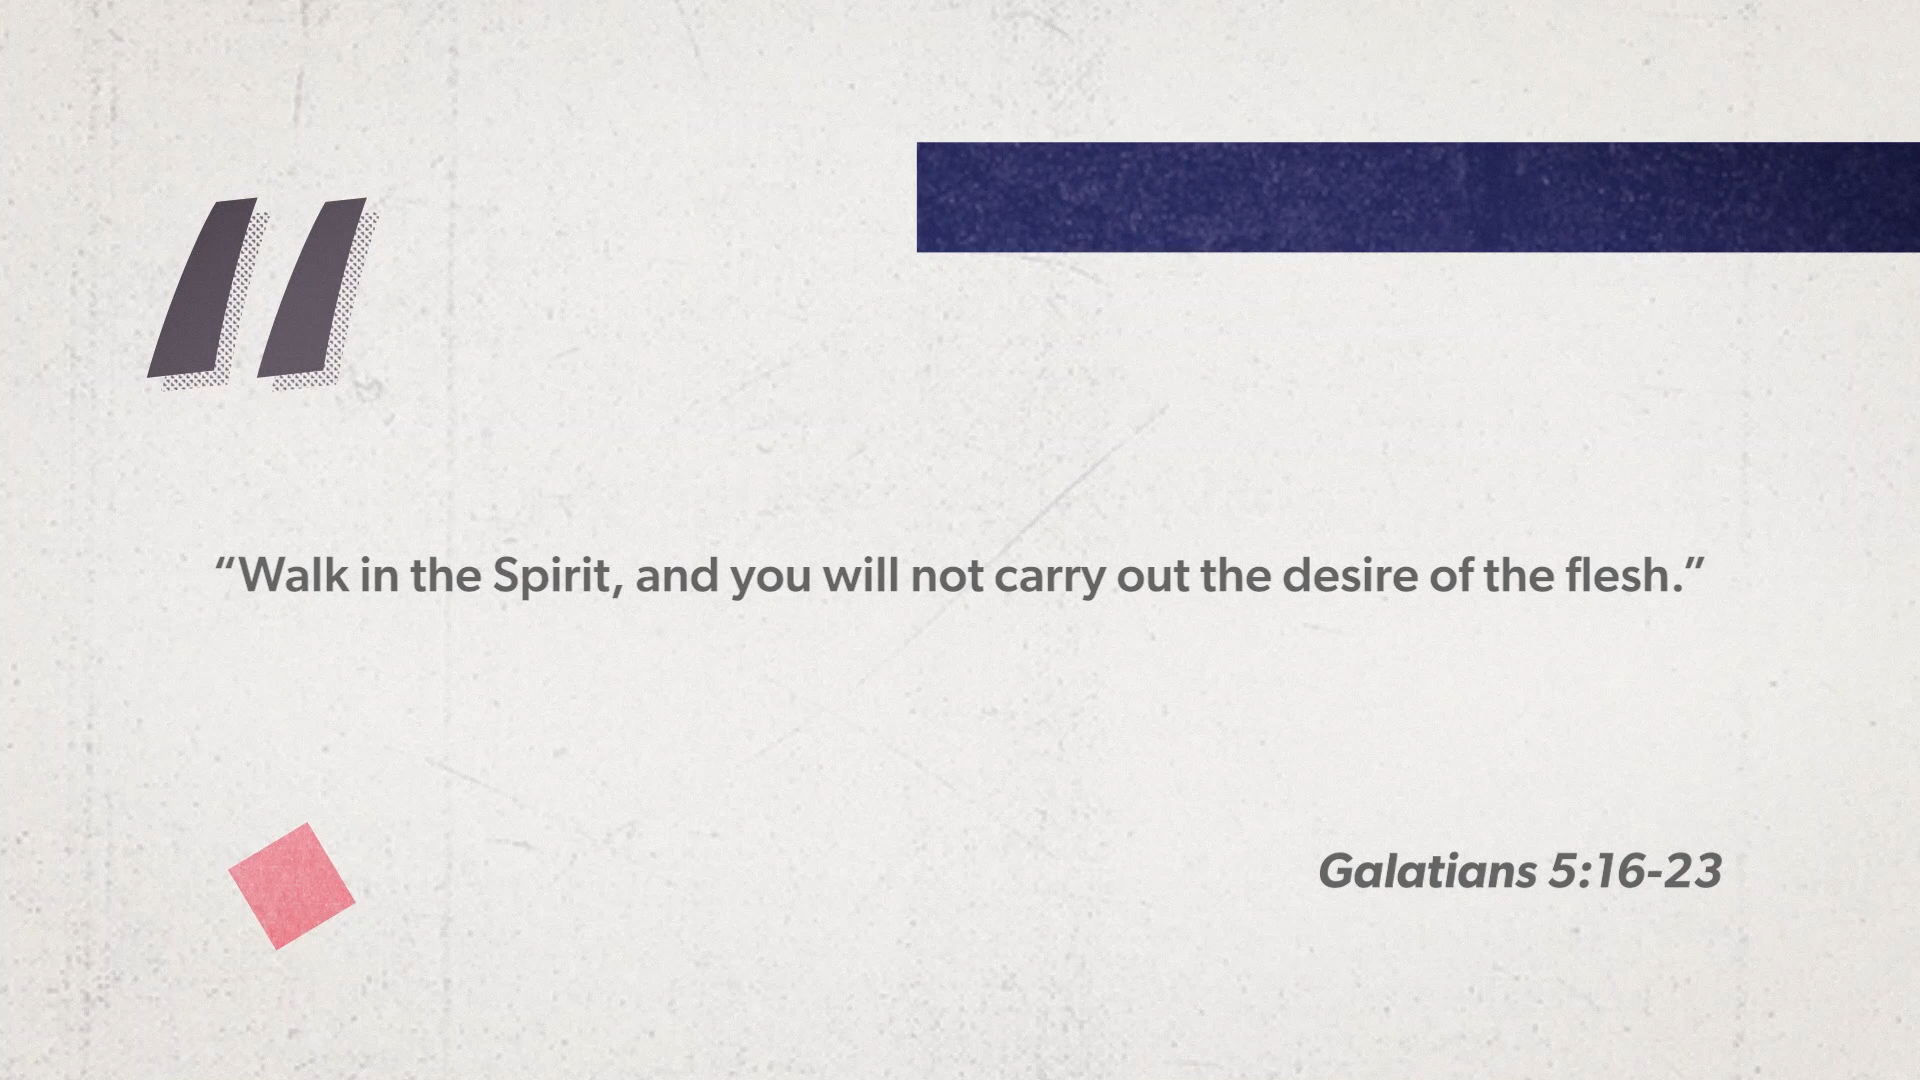 “Walk in the Spirit, and you will not carry out the desire of the flesh.”
Galatians 5:16-23